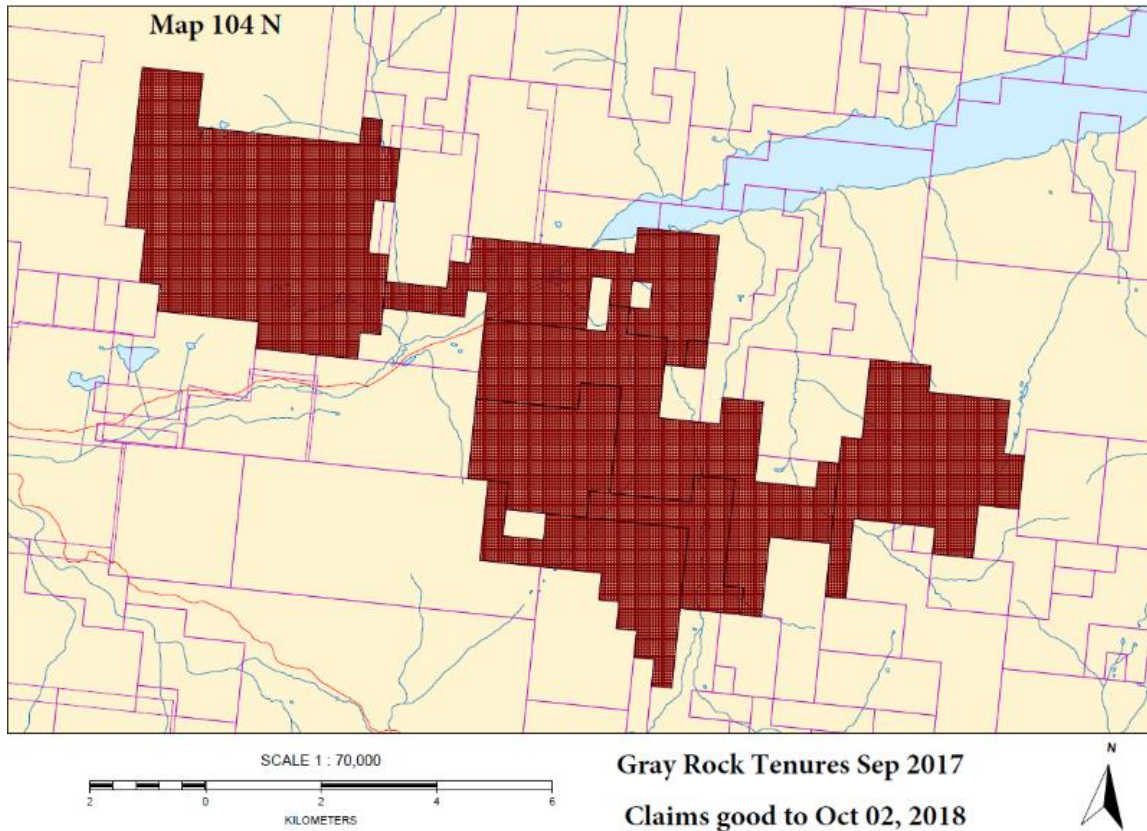 Map 104 N
SCALE 1 : 70,000
2 0 2 4 6
KILOMETERS
Gray Rock Tenures Sep 2017
Claims good to Oct 02, 2018
N